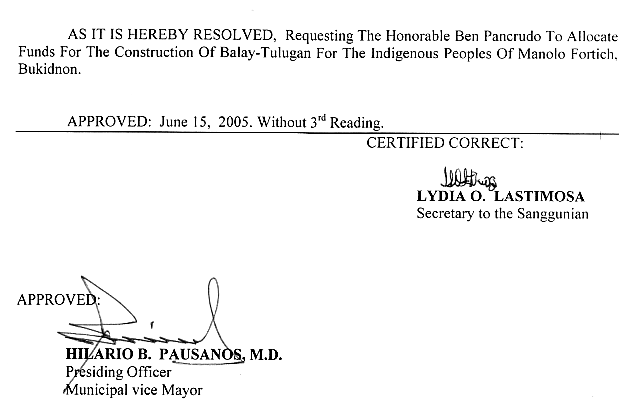 AS IT IS HEREBY RESOLVED, Requesting The Honorable Ben Pancrudo To Allocate
Funds For The Construction Of Balay-Tulugan For The Indigenous Peoples Of Manolo Fortich,
Bukidnon.
APPROVED: June 15, 2005. Without 3rd Reading.
CERTIFIED CORRECT:
LYDIA O. LASTIMOSA
Secretary to the Sanggunian
APPROVED:
HILARIO B. PAUSANOS, M.D.
Presiding Officer
Municipal vice Mayor